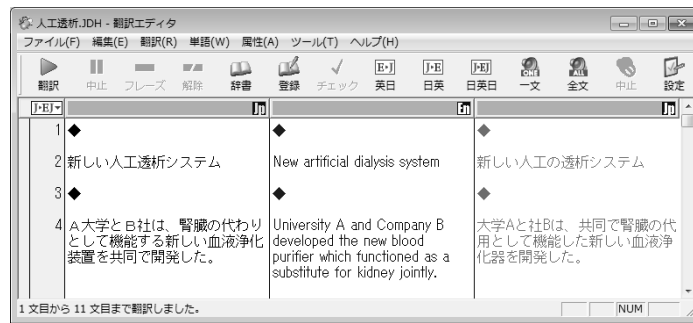 人工透析.JDH - 翻訳エディタ
ファイル(F) 編集(E) 翻訳(R) 単語(W) 属性(A) ツール(T) ヘルプ(H)
翻訳 中止 フレーズ 解除 辞書 登録 チェック 英日 日英 日英日 一文 全文 中止 設定
J・EJ
1 ◆ ◆ ◆
2 新しい人工透析システム New artificial dialysis system 新しい人工の透析システム
3 ◆ ◆ ◆
4 A大学とB社は、腎臓の代わり University A and Company B 大学Aと社Bは、共同で腎臓の代
として機能する新しい血液浄化 developed the new blood 用として機能した新しい血液浄
装置を共同で開発した。 purifier which functioned as a 化器を開発した。
substitute for kidney jointly.
1 文目から 11 文目まで翻訳しました。 NUM